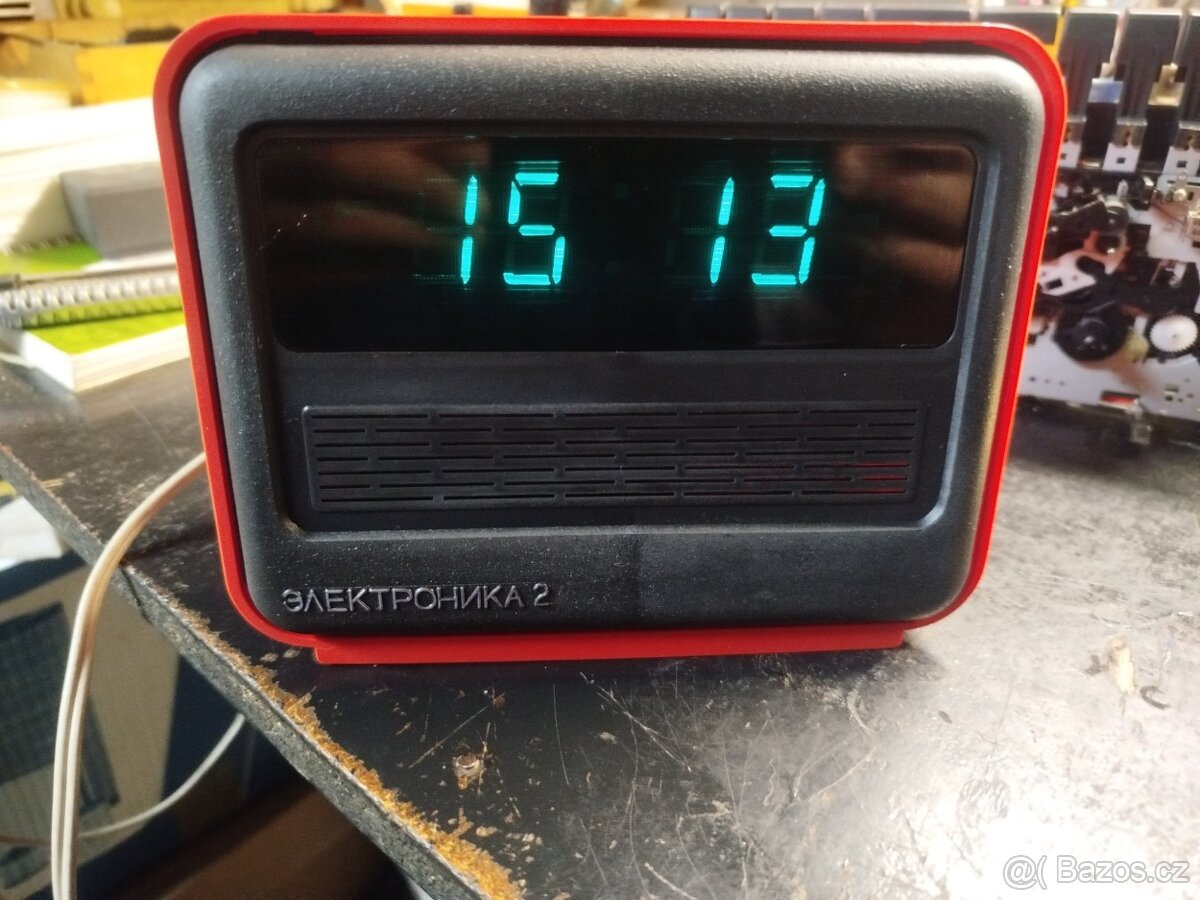 15 13
ЭЛЕКТРОНИКА 2
@( Bazos.cz